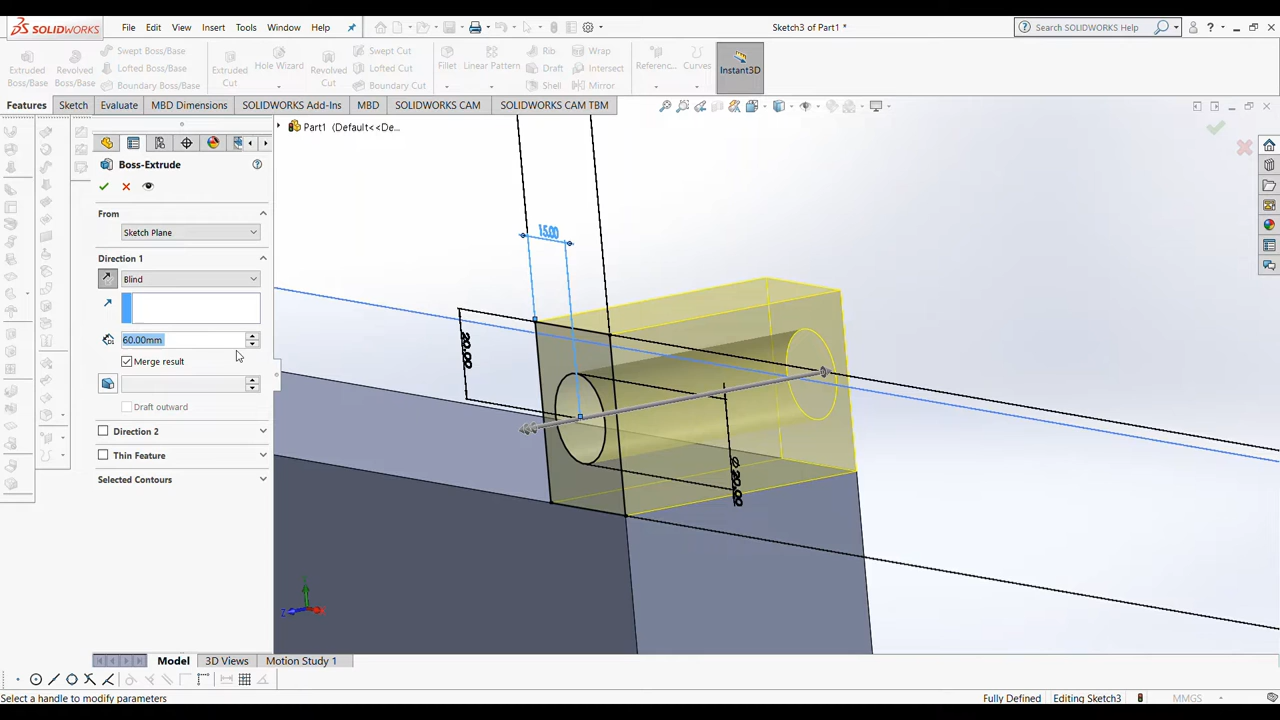 SOLIDWORKS
File Edit View Insert Tools Window Help
Sketch3 of Part1 *
Search SOLIDWORKS Help
Extruded Boss/Base
Revolved Boss/Base
Swept Boss/Base
Lofted Boss/Base
Boundary Boss/Base
Extruded Cut
Hole Wizard
Revolved Cut
Swept Cut
Lofted Cut
Boundary Cut
Fillet
Linear Pattern
Rib
Draft
Shell
Wrap
Intersect
Mirror
Referenc...
Curves
Instant3D
Features Sketch Evaluate MBD Dimensions SOLIDWORKS Add-Ins MBD SOLIDWORKS CAM SOLIDWORKS CAM TBM
Part1 (Default<<De...
Boss-Extrude
From
Sketch Plane
Direction 1
Blind
60.00mm
Merge result
Draft outward
Direction 2
Thin Feature
Selected Contours
15.00
20.00
Ø20.00
Model 3D Views Motion Study 1
Select a handle to modify parameters
Fully Defined Editing Sketch3 MMGS